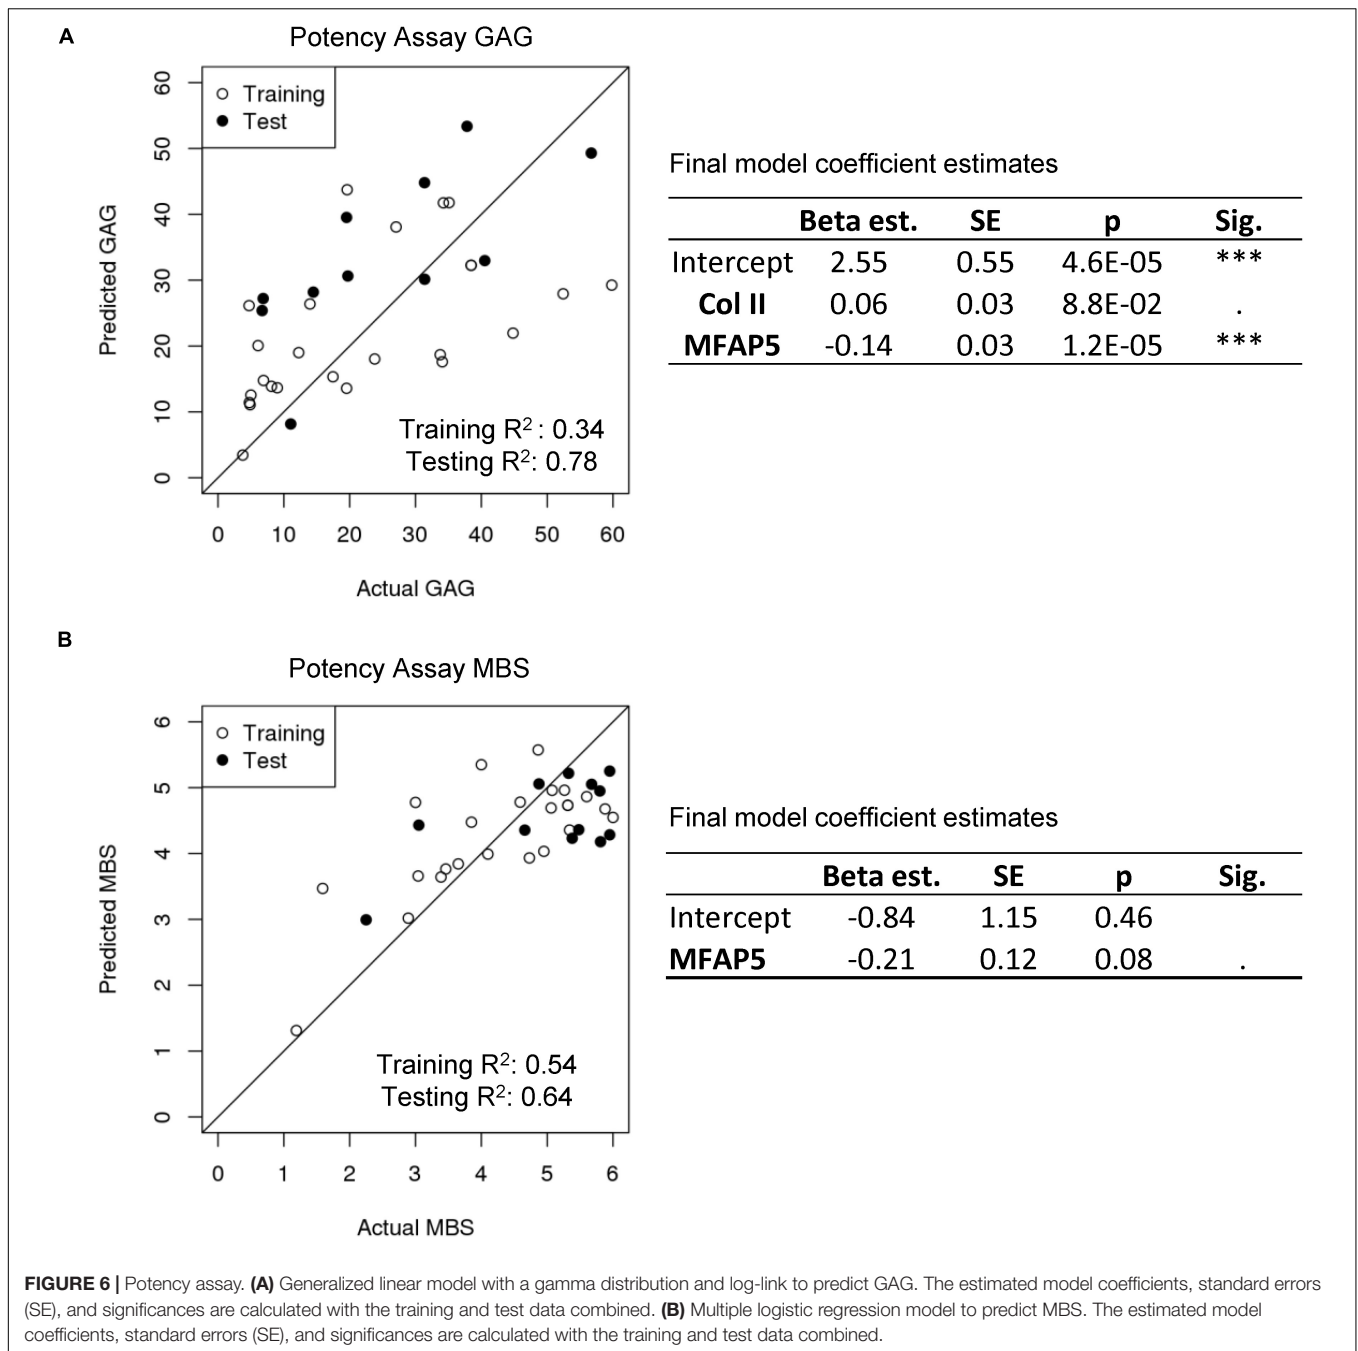 A
Potency Assay GAG
Training
Test
60
50
40
30
20
10
0
Predicted GAG
Training R²: 0.34
Testing R²: 0.78
0 10 20 30 40 50 60
Actual GAG
Final model coefficient estimates
Beta est. SE p Sig.
Intercept 2.55 0.55 4.6E-05 ***
Col II 0.06 0.03 8.8E-02 .
MFAP5 -0.14 0.03 1.2E-05 ***
B
Potency Assay MBS
Training
Test
6
5
4
3
2
1
0
Predicted MBS
Training R²: 0.54
Testing R²: 0.64
0 1 2 3 4 5 6
Actual MBS
Final model coefficient estimates
Beta est. SE p Sig.
Intercept -0.84 1.15 0.46
MFAP5 -0.21 0.12 0.08 .
FIGURE 6 | Potency assay. (A) Generalized linear model with a gamma distribution and log-link to predict GAG. The estimated model coefficients, standard errors
(SE), and significances are calculated with the training and test data combined. (B) Multiple logistic regression model to predict MBS. The estimated model
coefficients, standard errors (SE), and significances are calculated with the training and test data combined.